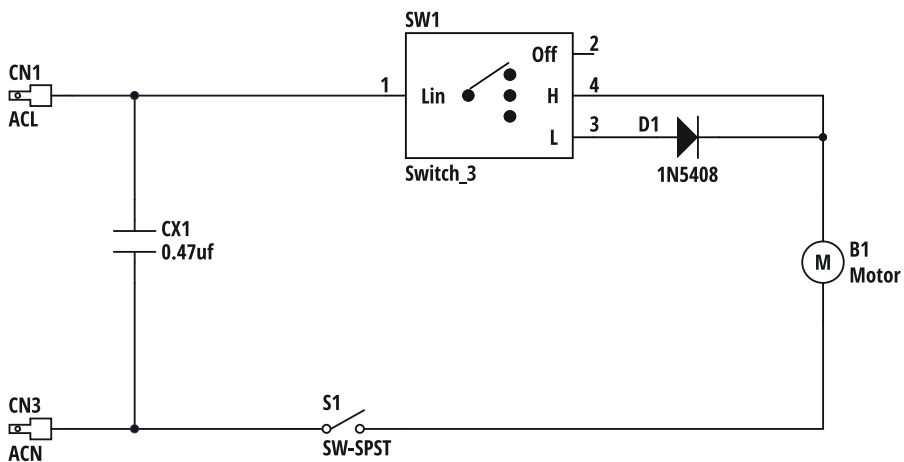 SW1
Off 2
CN1
1 Lin H 4
ACL
L 3 D1
Switch_3 1N5408
CX1
0.47uf
M B1
Motor
CN3
S1
ACN
SW-SPST